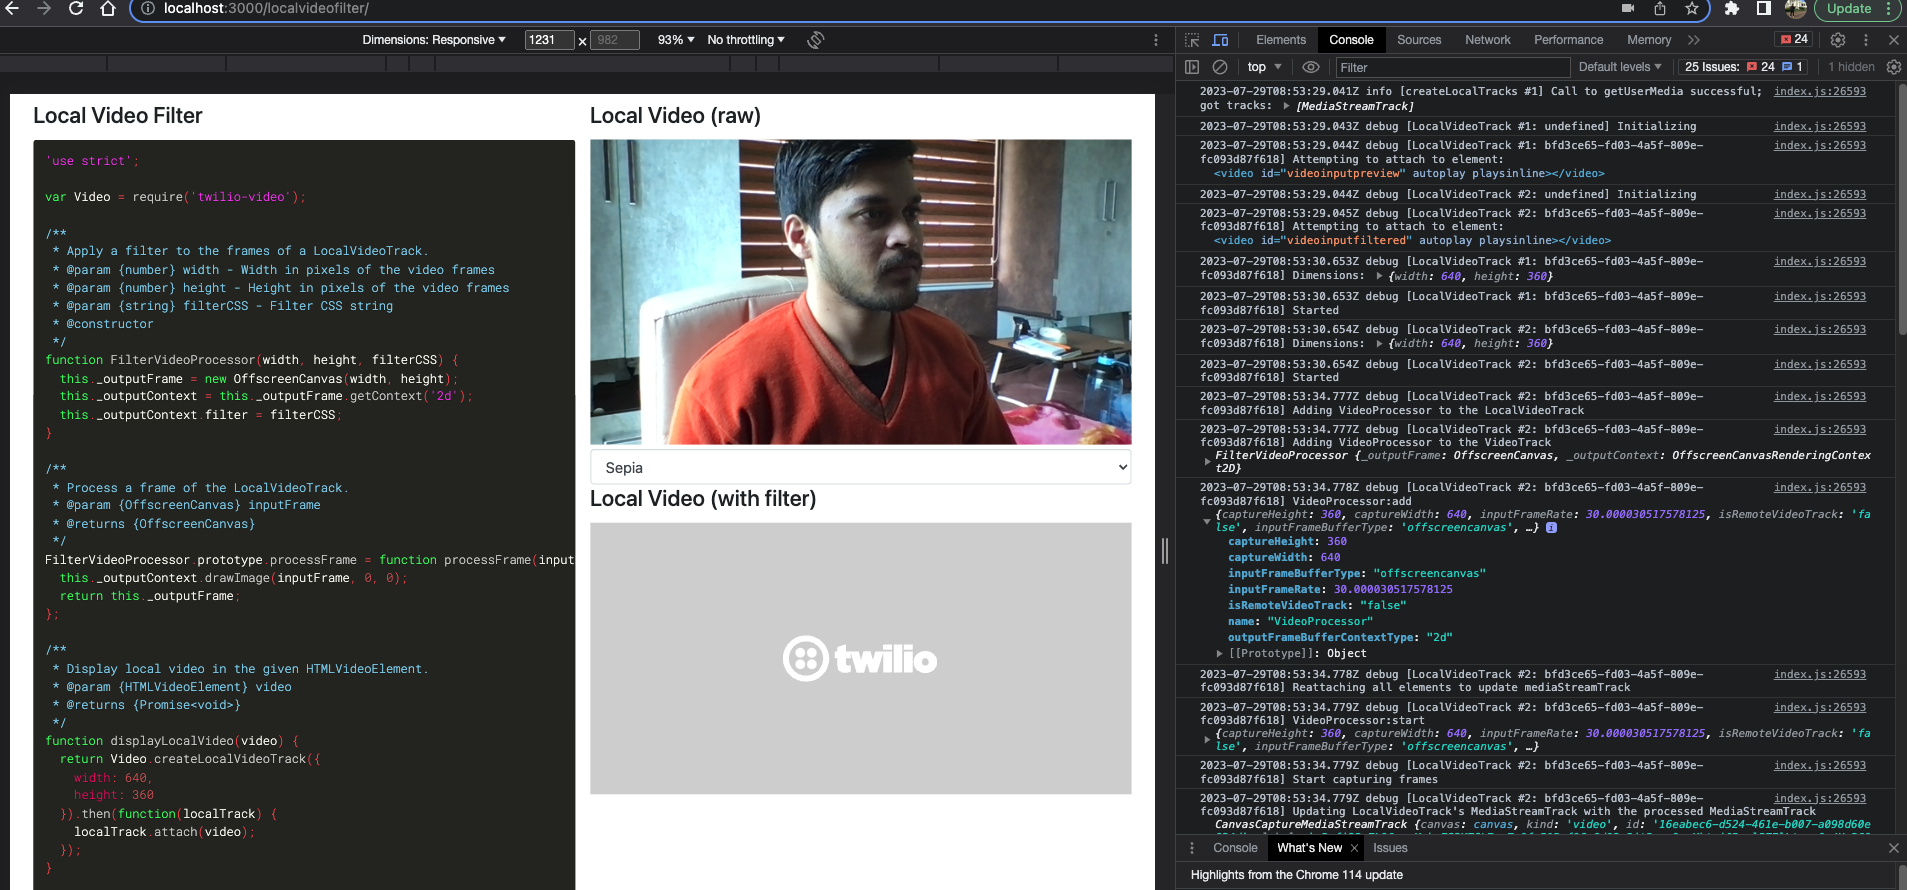 localhost:3000/localvideofilter/
Update
Dimensions: Responsive
1231 × 982
93%
No throttling
Elements
Console
Sources
Network
Performance
Memory
24
top
Filter
Default levels
25 Issues: 24 1
1 hidden
Local Video Filter
'use strict';
var Video = require('twilio-video');
/**
* Apply a filter to the frames of a LocalVideoTrack.
* @param {number} width - Width in pixels of the video frames
* @param {number} height - Height in pixels of the video frames
* @param {string} filterCSS - Filter CSS string
* @constructor
*/
function FilterVideoProcessor(width, height, filterCSS) {
this._outputFrame = new OffscreenCanvas(width, height);
this._outputContext = this._outputFrame.getContext('2d');
this._outputContext.filter = filterCSS;
}
/**
* Process a frame of the LocalVideoTrack.
* @param {OffscreenCanvas} inputFrame
* @returns {OffscreenCanvas}
*/
FilterVideoProcessor.prototype.processFrame = function processFrame(input
this._outputContext.drawImage(inputFrame, 0, 0);
return this._outputFrame;
};
/**
* Display local video in the given HTMLVideoElement.
* @param {HTMLVideoElement} video
* @returns {Promise<void>}
*/
function displayLocalVideo(video) {
return Video.createLocalVideoTrack({
width: 640,
height: 360
}).then(function(localTrack) {
localTrack.attach(video);
});
}
Local Video (raw)
Sepia
Local Video (with filter)
twilio
2023-07-29T08:53:29.041Z info [createLocalTracks #1] Call to getUserMedia successful; index.js:26593
got tracks: [MediaStreamTrack]
2023-07-29T08:53:29.043Z debug [LocalVideoTrack #1: undefined] Initializing index.js:26593
2023-07-29T08:53:29.044Z debug [LocalVideoTrack #1: bfd3ce65-fd03-4a5f-809e- index.js:26593
fc093d87f618] Attempting to attach to element:
<video id="videoinputpreview" autoplay playsinline></video>
2023-07-29T08:53:29.044Z debug [LocalVideoTrack #2: undefined] Initializing index.js:26593
2023-07-29T08:53:29.045Z debug [LocalVideoTrack #2: bfd3ce65-fd03-4a5f-809e- index.js:26593
fc093d87f618] Attempting to attach to element:
<video id="videoinputfiltered" autoplay playsinline></video>
2023-07-29T08:53:30.653Z debug [LocalVideoTrack #1: bfd3ce65-fd03-4a5f-809e- index.js:26593
fc093d87f618] Dimensions: {width: 640, height: 360}
2023-07-29T08:53:30.653Z debug [LocalVideoTrack #1: bfd3ce65-fd03-4a5f-809e- index.js:26593
fc093d87f618] Started
2023-07-29T08:53:30.654Z debug [LocalVideoTrack #2: bfd3ce65-fd03-4a5f-809e- index.js:26593
fc093d87f618] Dimensions: {width: 640, height: 360}
2023-07-29T08:53:30.654Z debug [LocalVideoTrack #2: bfd3ce65-fd03-4a5f-809e- index.js:26593
fc093d87f618] Started
2023-07-29T08:53:34.777Z debug [LocalVideoTrack #2: bfd3ce65-fd03-4a5f-809e- index.js:26593
fc093d87f618] Adding VideoProcessor to the LocalVideoTrack
2023-07-29T08:53:34.777Z debug [LocalVideoTrack #2: bfd3ce65-fd03-4a5f-809e- index.js:26593
fc093d87f618] Adding VideoProcessor to the VideoTrack
FilterVideoProcessor {_outputFrame: OffscreenCanvas, _outputContext: OffscreenCanvasRenderingContex
t2D}
2023-07-29T08:53:34.778Z debug [LocalVideoTrack #2: bfd3ce65-fd03-4a5f-809e- index.js:26593
fc093d87f618] VideoProcessor:add
{captureHeight: 360, captureWidth: 640, inputFrameRate: 30.000030517578125, isRemoteVideoTrack: 'fa
lse', inputFrameBufferType: 'offscreencanvas', …} i
captureHeight: 360
captureWidth: 640
inputFrameBufferType: "offscreencanvas"
inputFrameRate: 30.000030517578125
isRemoteVideoTrack: "false"
name: "VideoProcessor"
outputFrameBufferContextType: "2d"
[[Prototype]]: Object
2023-07-29T08:53:34.778Z debug [LocalVideoTrack #2: bfd3ce65-fd03-4a5f-809e- index.js:26593
fc093d87f618] Reattaching all elements to update mediaStreamTrack
2023-07-29T08:53:34.779Z debug [LocalVideoTrack #2: bfd3ce65-fd03-4a5f-809e- index.js:26593
fc093d87f618] VideoProcessor:start
{captureHeight: 360, captureWidth: 640, inputFrameRate: 30.000030517578125, isRemoteVideoTrack: 'fa
lse', inputFrameBufferType: 'offscreencanvas', …}
2023-07-29T08:53:34.779Z debug [LocalVideoTrack #2: bfd3ce65-fd03-4a5f-809e- index.js:26593
fc093d87f618] Start capturing frames
2023-07-29T08:53:34.779Z debug [LocalVideoTrack #2: bfd3ce65-fd03-4a5f-809e- index.js:26593
fc093d87f618] Updating LocalVideoTrack's MediaStreamTrack with the processed MediaStreamTrack
CanvasCaptureMediaStreamTrack {canvas: canvas, kind: 'video', id: '16eabec6-d524-461e-b007-a098d60e
Console
What's New
Issues
Highlights from the Chrome 114 update